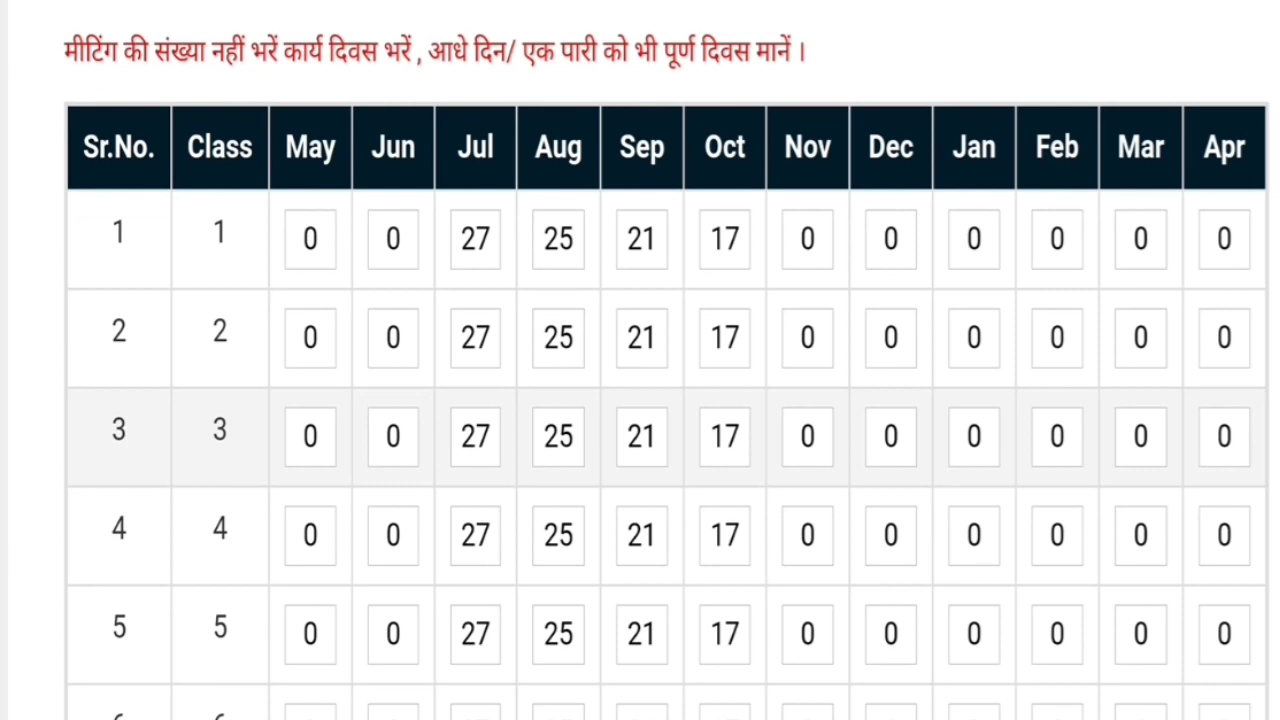 मीटिंग की संख्या नहीं भरें कार्य दिवस भरें , आधे दिन/ एक पारी को भी पूर्ण दिवस मानें ।
Sr.No. Class May Jun Jul Aug Sep Oct Nov Dec Jan Feb Mar Apr
1 1 0 0 27 25 21 17 0 0 0 0 0 0
2 2 0 0 27 25 21 17 0 0 0 0 0 0
3 3 0 0 27 25 21 17 0 0 0 0 0 0
4 4 0 0 27 25 21 17 0 0 0 0 0 0
5 5 0 0 27 25 21 17 0 0 0 0 0 0